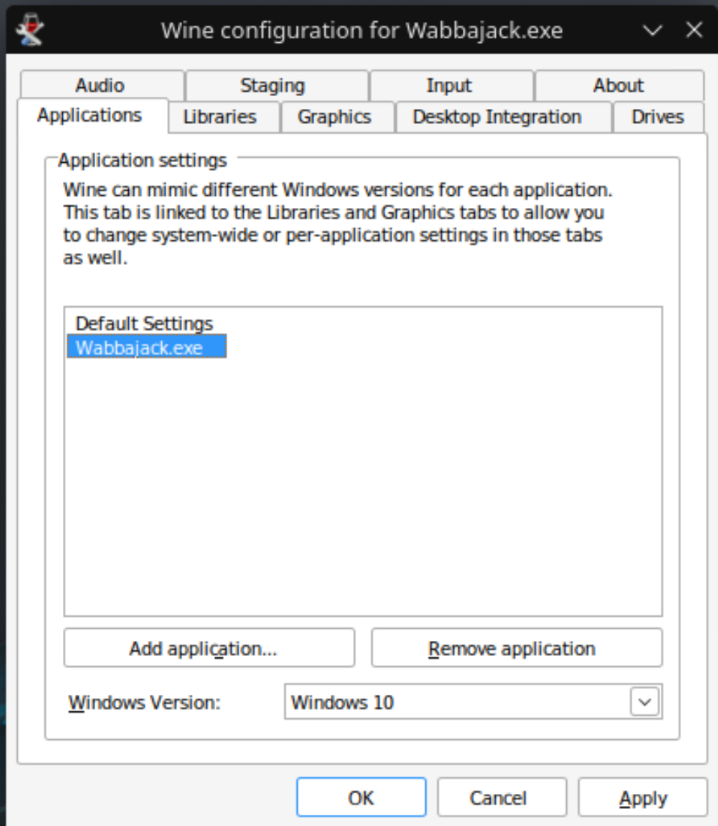 Wine configuration for Wabbajack.exe
Audio
Staging
Input
About
Applications
Libraries
Graphics
Desktop Integration
Drives
Application settings
Wine can mimic different Windows versions for each application.
This tab is linked to the Libraries and Graphics tabs to allow you
to change system-wide or per-application settings in those tabs
as well.
Default Settings
Wabbajack.exe
Add application...
Remove application
Windows Version:
Windows 10
OK
Cancel
Apply